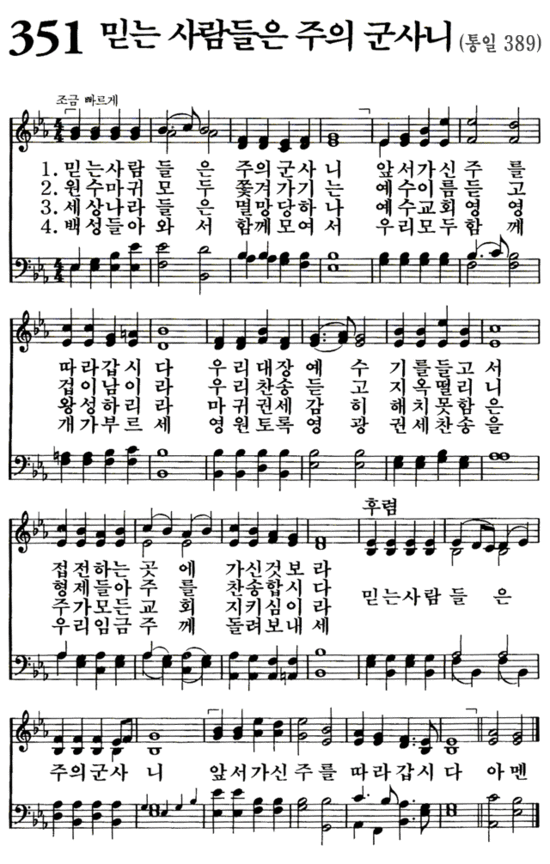 351 믿는 사람들은 주의 군사니 (통일 389)
조금 빠르게
1. 믿는사람 들 은 주의군사 니 앞서가신 주 를
2. 원수마귀 모 두 쫓겨가기 는 예수이름 듣 고
3. 세상나라 들 은 멸망당하 나 예수교회 영 영
4. 백성들아 와 서 함께모여 서 우리모두 함 께
따라갑시 다 우리대장 예 수 기를들고 서
겁이남이 라 우리찬송 듣 고 지옥떨리 니
왕성하리 라 마귀권세 감 히 해치못함 은
개가부르 세 영원토록 영 광 권세찬송 을
접전하는 곳 에 가신것보 라
형제들아 주 를 찬송합시 다
주가모든 교 회 지키심이 라
우리임금 주 께 돌려보내 세
후렴
믿는사람 들 은
주의군사 니 앞서가신 주 를 따라갑시 다 아멘